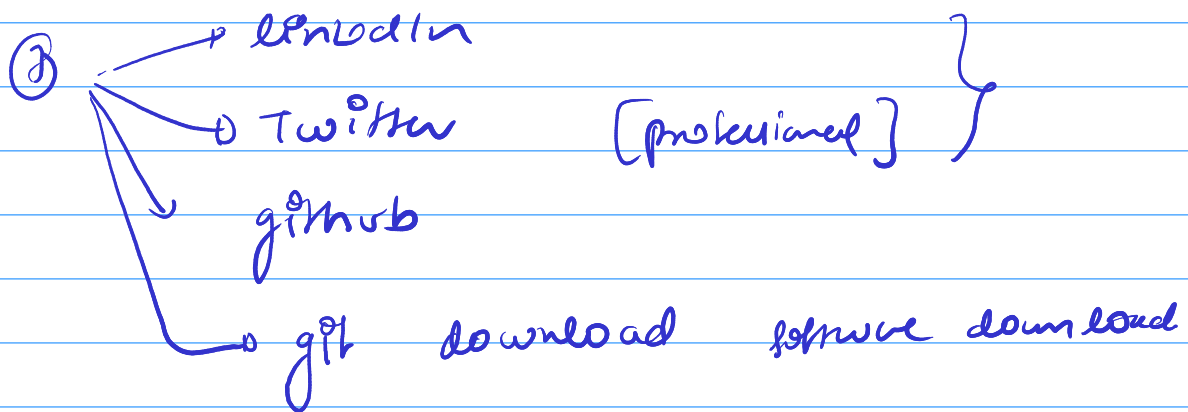 ③ LinkedIn
Twitter [professional]
github
git download software download